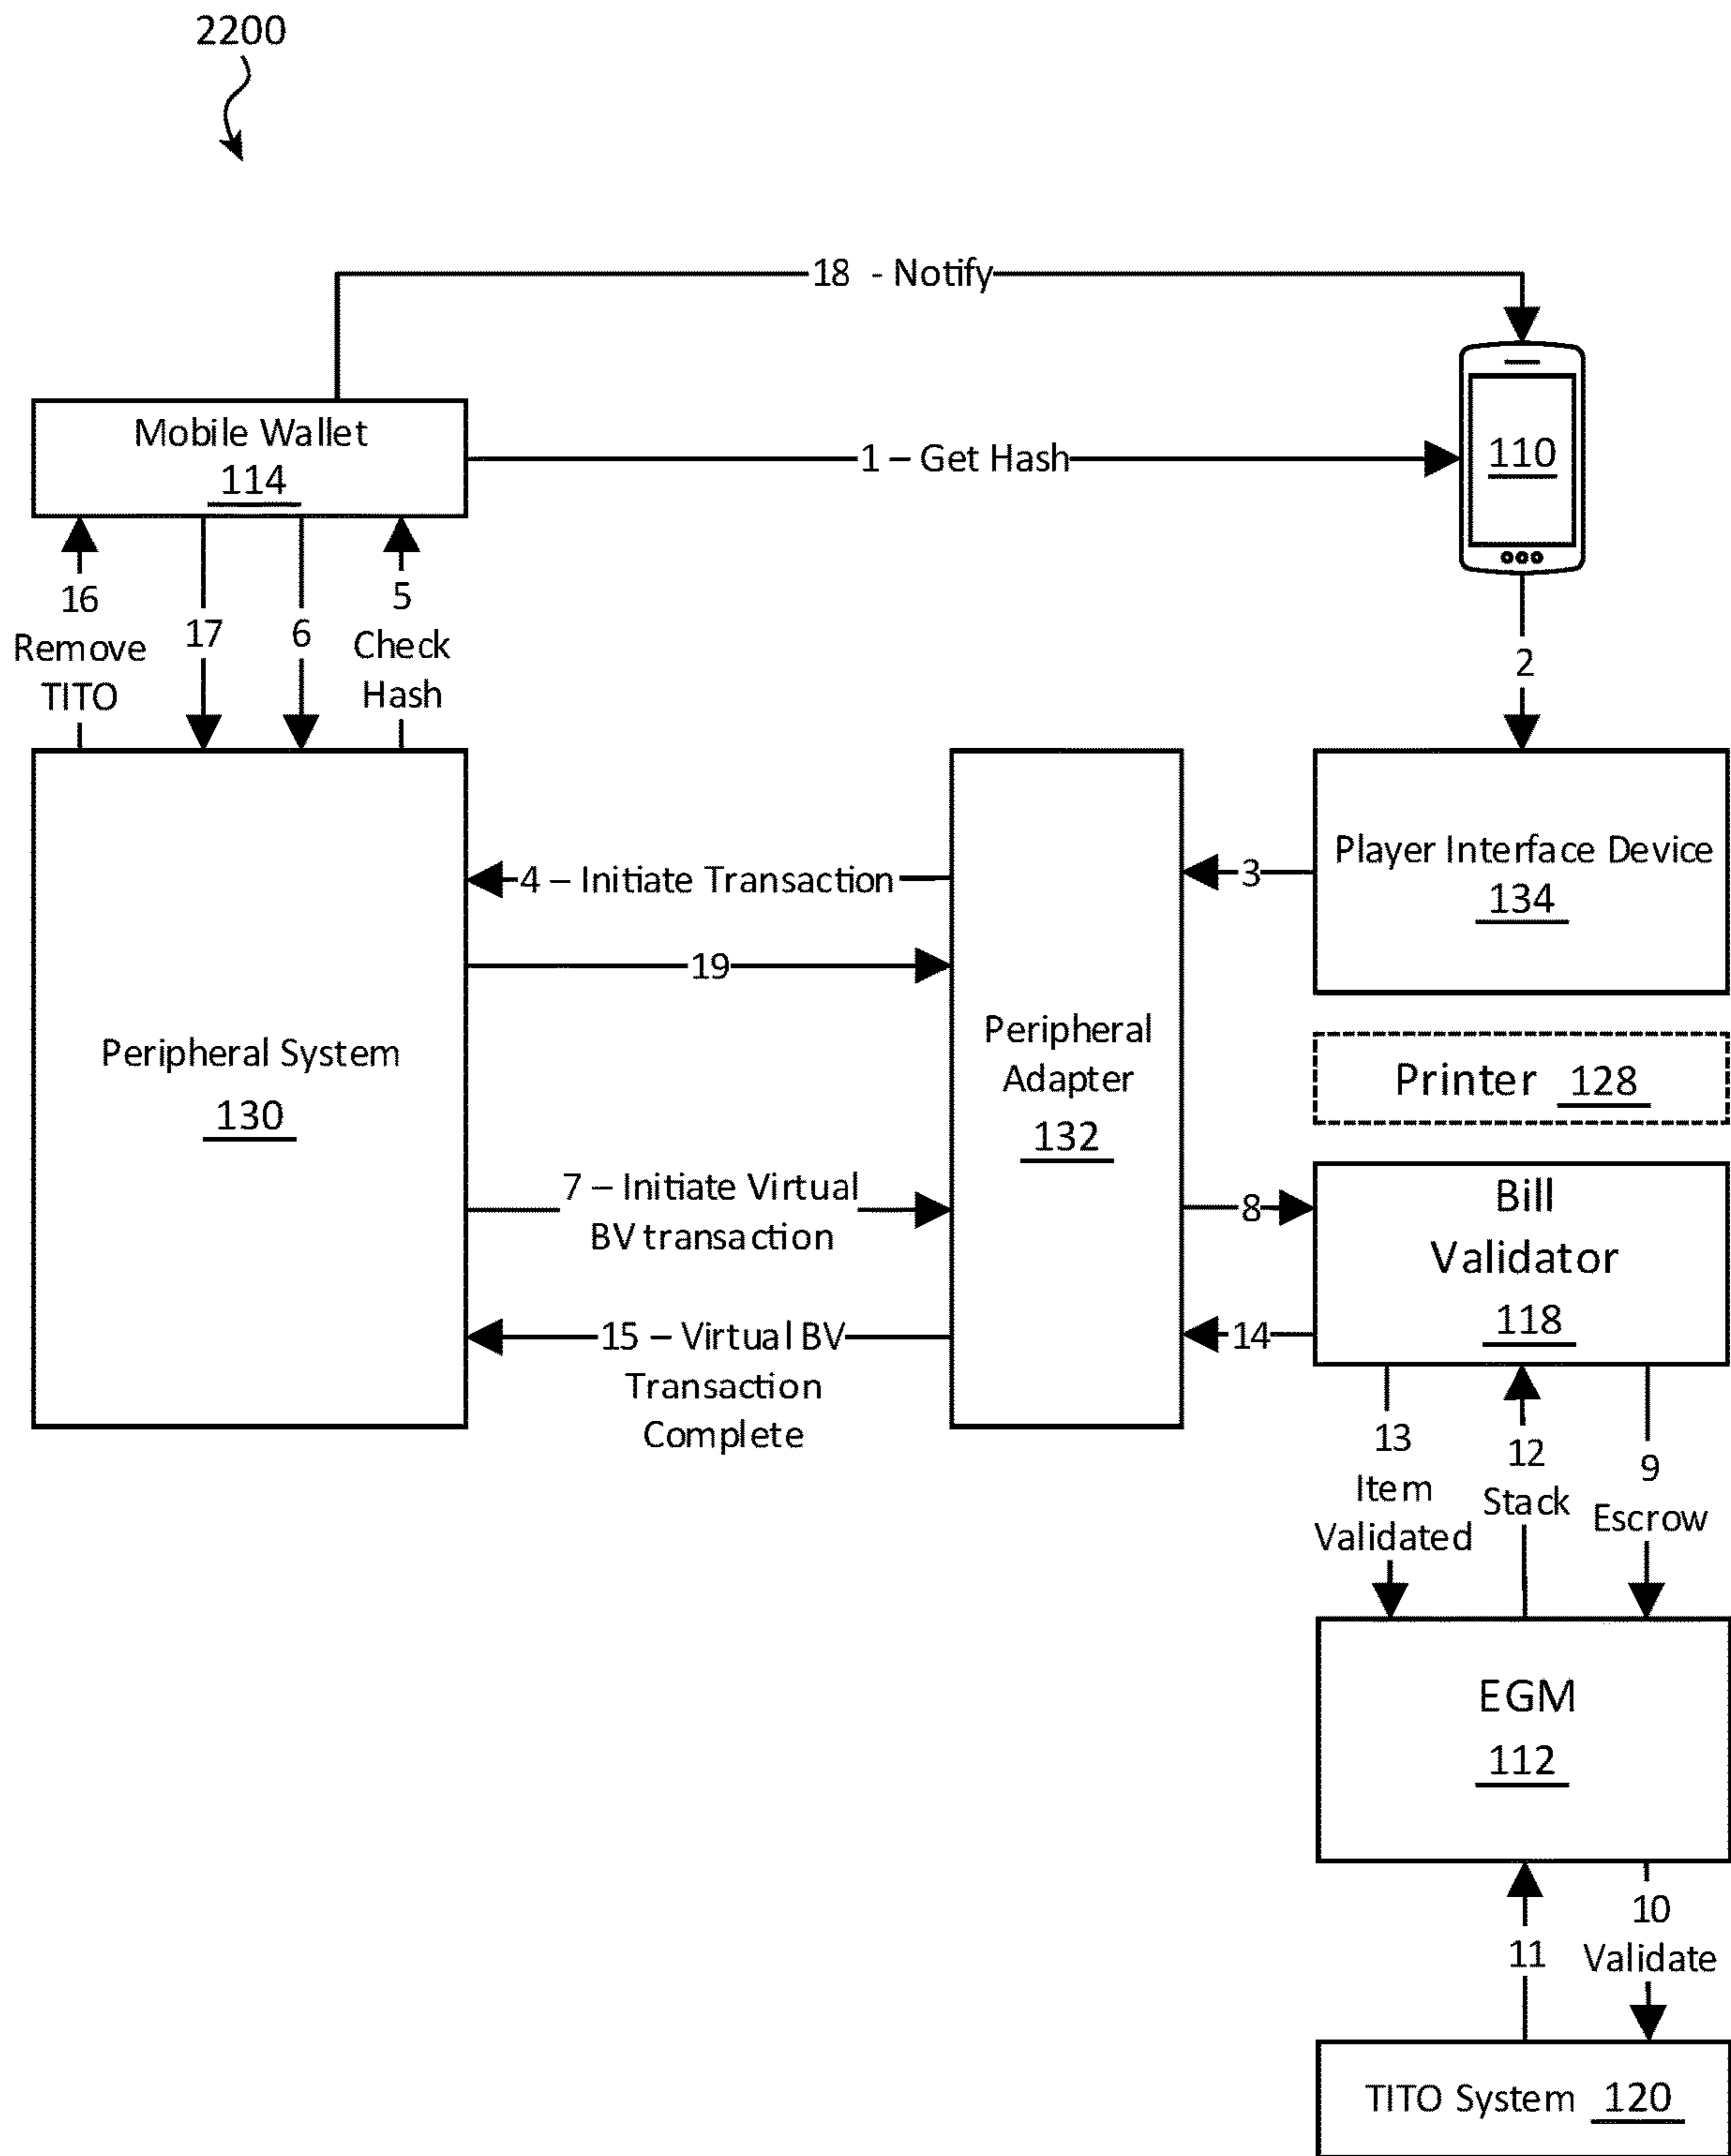 2200
18 - Notify
Mobile Wallet
114
1 – Get Hash
110
16
Remove
TITO
17
6
5
Check
Hash
2
Peripheral System
130
4 – Initiate Transaction
19
7 – Initiate Virtual
BV transaction
15 – Virtual BV
Transaction
Complete
Peripheral
Adapter
132
3
Player Interface Device
134
Printer 128
8
14
Bill
Validator
118
13
Item
Validated
12
Stack
9
Escrow
EGM
112
11
10
Validate
TITO System 120